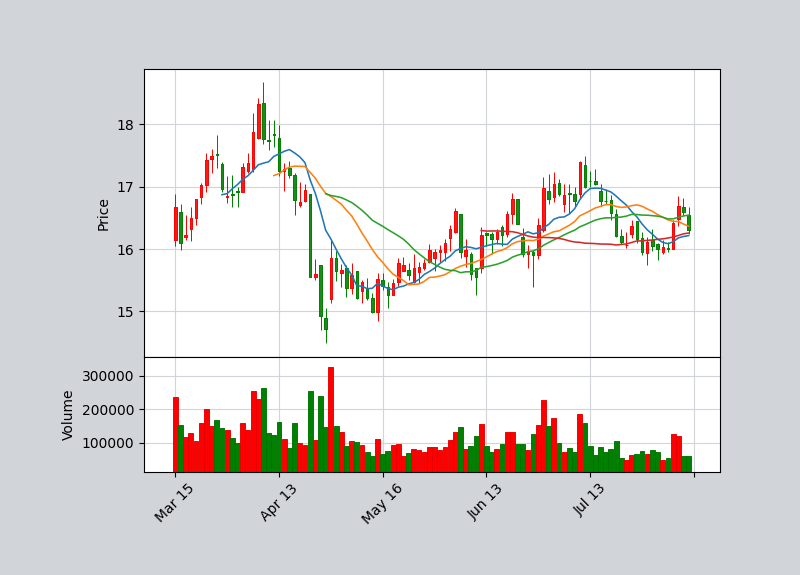 Price
18
17
16
15
Volume
300000
200000
100000
Mar 15
Apr 13
May 16
Jun 13
Jul 13